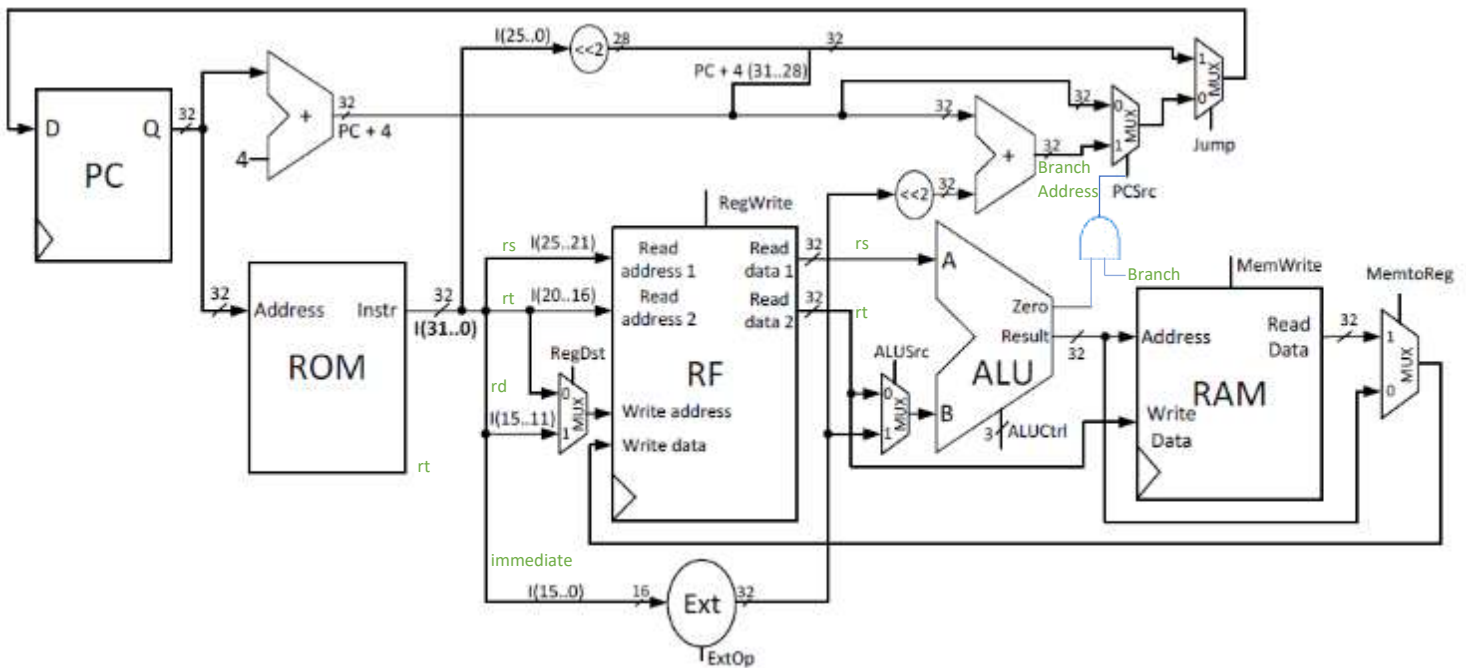 I(25..0)
<<2
28
32
PC + 4 (31..28)
1
0
MUX
Jump
D
Q
PC
32
4
+
32
PC + 4
32
+
32
Branch
Address
32
0
1
MUX
PCSrc
<<2
32
Branch
32
Address
Instr
ROM
32
I(31..0)
rt
rs
I(25..21)
rt
I(20..16)
RegDst
rd
0
1
MUX
I(15..11)
immediate
I(15..0)
16
Ext
32
ExtOp
RegWrite
Read
address 1
Read
data 1
Read
address 2
Read
data 2
RF
Write address
Write data
32
rs
32
rt
ALUSrc
0
1
MUX
A
B
Zero
Result
ALU
32
3
ALUCtrl
MemWrite
Address
Read
Data
RAM
Write
Data
32
MemtoReg
1
0
MUX